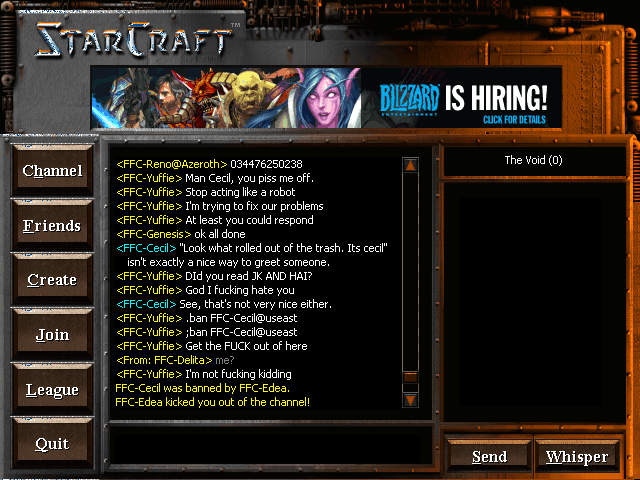 StarCraft™
BLIZZARD ENTERTAINMENT IS HIRING!
CLICK FOR DETAILS
Channel
Friends
Create
Join
League
Quit
<FFC-Reno@Azeroth> 034476250238
<FFC-Yuffie> Man Cecil, you piss me off.
<FFC-Yuffie> Stop acting like a robot
<FFC-Yuffie> I'm trying to fix our problems
<FFC-Yuffie> At least you could respond
<FFC-Genesis> ok all done
<FFC-Cecil> "Look what rolled out of the trash. Its cecil"
isn't exactly a nice way to greet someone.
<FFC-Yuffie> DId you read JK AND HAI?
<FFC-Yuffie> God I fucking hate you
<FFC-Cecil> See, that's not very nice either.
<FFC-Yuffie> .ban FFC-Cecil@useast
<FFC-Yuffie> ;ban FFC-Cecil@useast
<FFC-Yuffie> Get the FUCK out of here
<From: FFC-Delita> me?
<FFC-Yuffie> I'm not fucking kidding
FFC-Cecil was banned by FFC-Edea.
FFC-Edea kicked you out of the channel!
The Void (0)
Send
Whisper